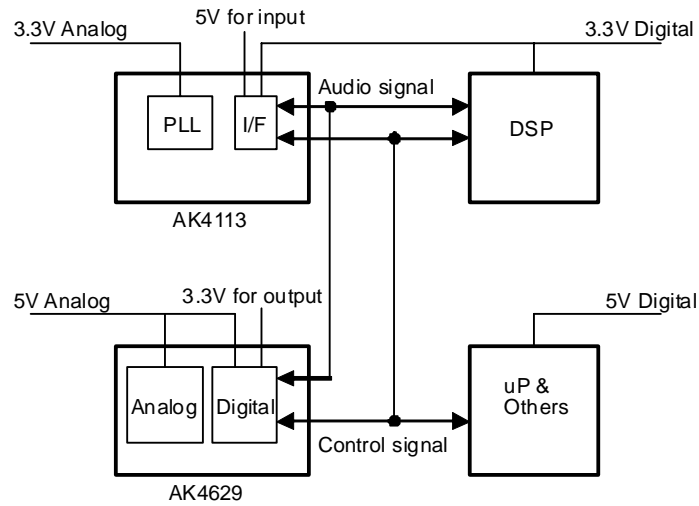 5V for input
3.3V Analog
3.3V Digital
Audio signal
PLL
I/F
DSP
AK4113
3.3V for output
5V Analog
5V Digital
Analog
Digital
uP &
Others
Control signal
AK4629